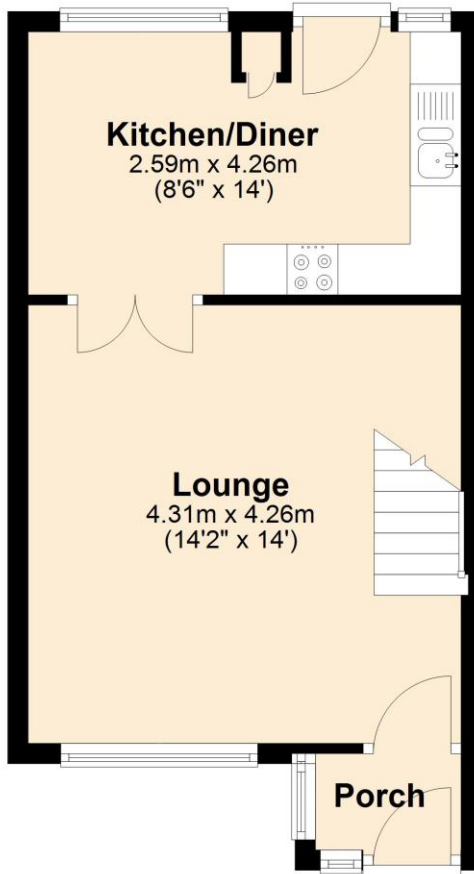 Kitchen/Diner
2.59m x 4.26m
(8'6" x 14')
Lounge
4.31m x 4.26m
(14'2" x 14')
Porch